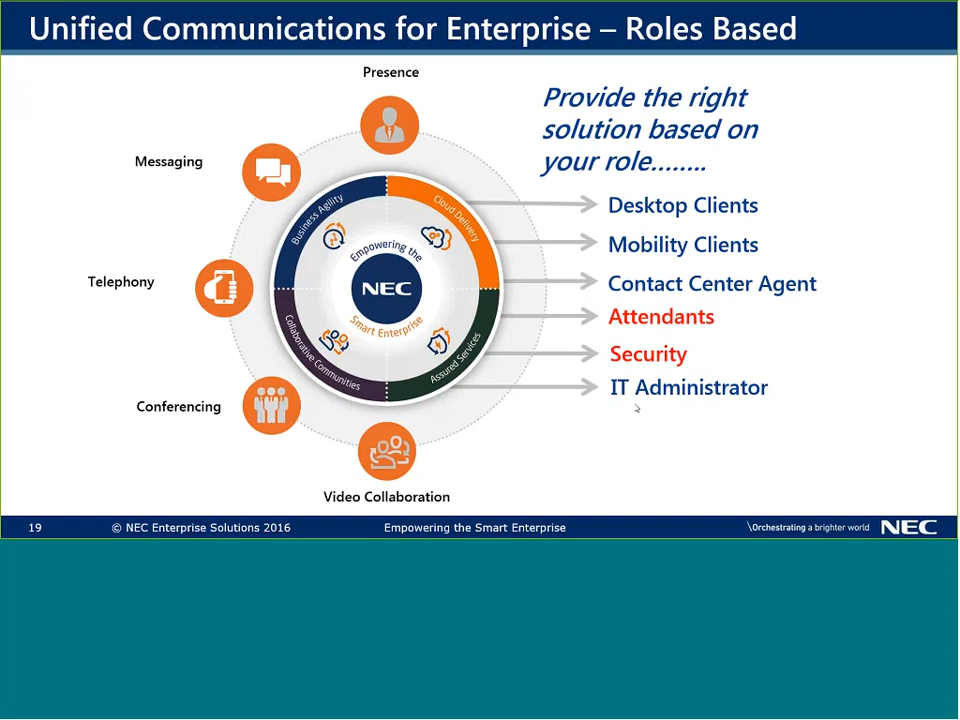 Unified Communications for Enterprise – Roles Based
Presence
Messaging
Telephony
Conferencing
Video Collaboration
Business Agility
Cloud Delivery
Collaborative Communities
Assured Services
Empowering the
NEC
Smart Enterprise
Provide the right
solution based on
your role........
Desktop Clients
Mobility Clients
Contact Center Agent
Attendants
Security
IT Administrator
19
© NEC Enterprise Solutions 2016
Empowering the Smart Enterprise
\Orchestrating a brighter world
NEC